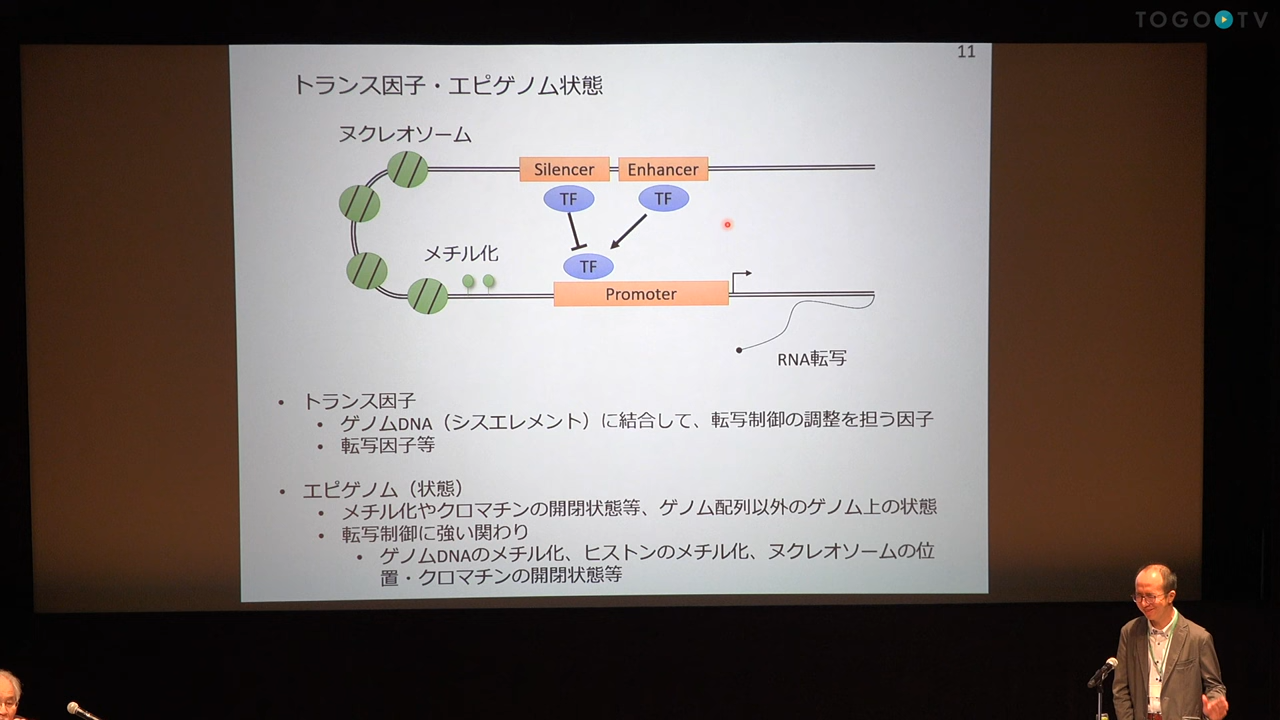 TOGO TV
11
トランス因子・エピゲノム状態
ヌクレオソーム
Silencer
Enhancer
TF
TF
メチル化
TF
Promoter
RNA転写
• トランス因子
• ゲノムDNA（シスエレメント）に結合して、転写制御の調整を担う因子
• 転写因子等
• エピゲノム（状態）
• メチル化やクロマチンの開閉状態等、ゲノム配列以外のゲノム上の状態
• 転写制御に強い関わり
• ゲノムDNAのメチル化、ヒストンのメチル化、ヌクレオソームの位
置・クロマチンの開閉状態等